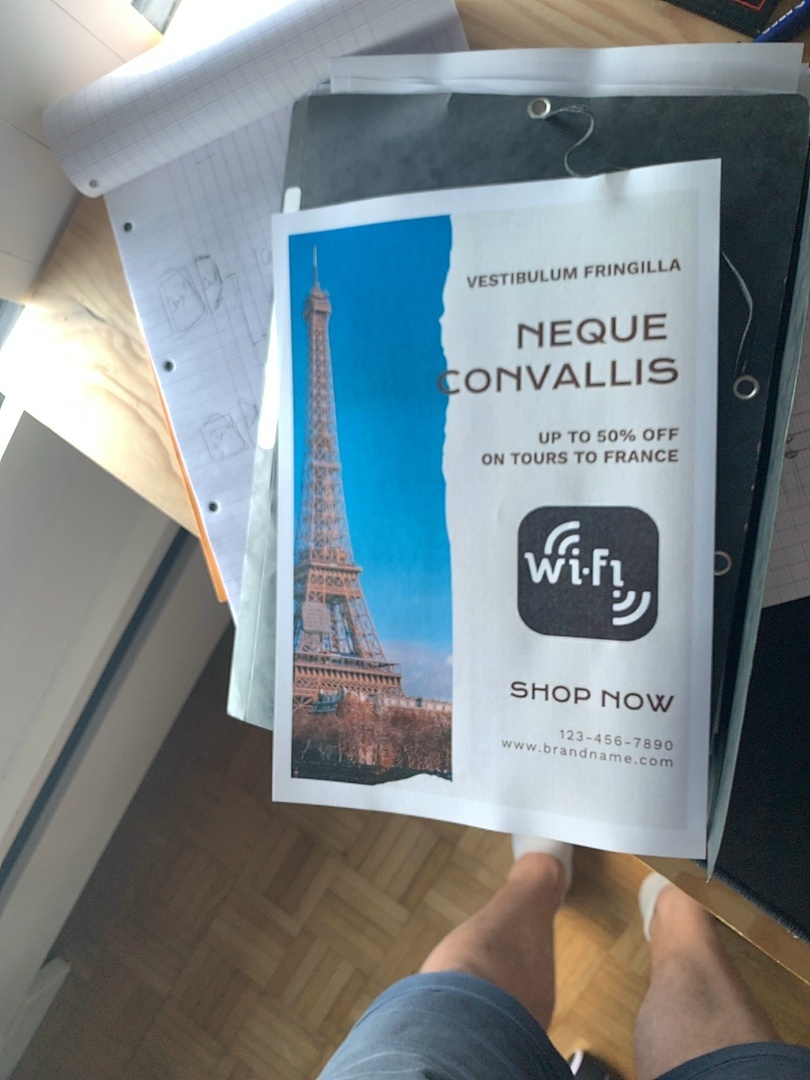 VESTIBULUM FRINGILLA
NEQUE
CONVALLIS
UP TO 50% OFF
ON TOURS TO FRANCE
Wi-Fi
SHOP NOW
123-456-7890
www.brandname.com